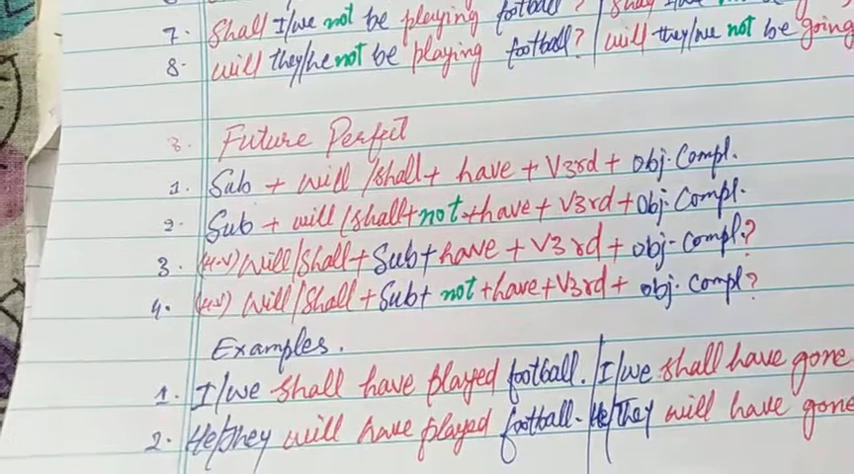 7. Shall I/we not be playing football?
8. will they/he not be playing football? | will they/we not be going
3. Future Perfect
1. Sub + will /shall + have + V3rd + obj. Compl.
2. Sub + will /shall + not + have + V3rd + Obj. Compl.
3. (H.V) will/shall + Sub + have + V3rd + obj. Compl.?
4. (H.V) will/shall + Sub + not + have + V3rd + obj. Compl?
Examples.
1. I/we shall have played football. | I/we shall have gone
2. He/they will have played football. | He/They will have gone